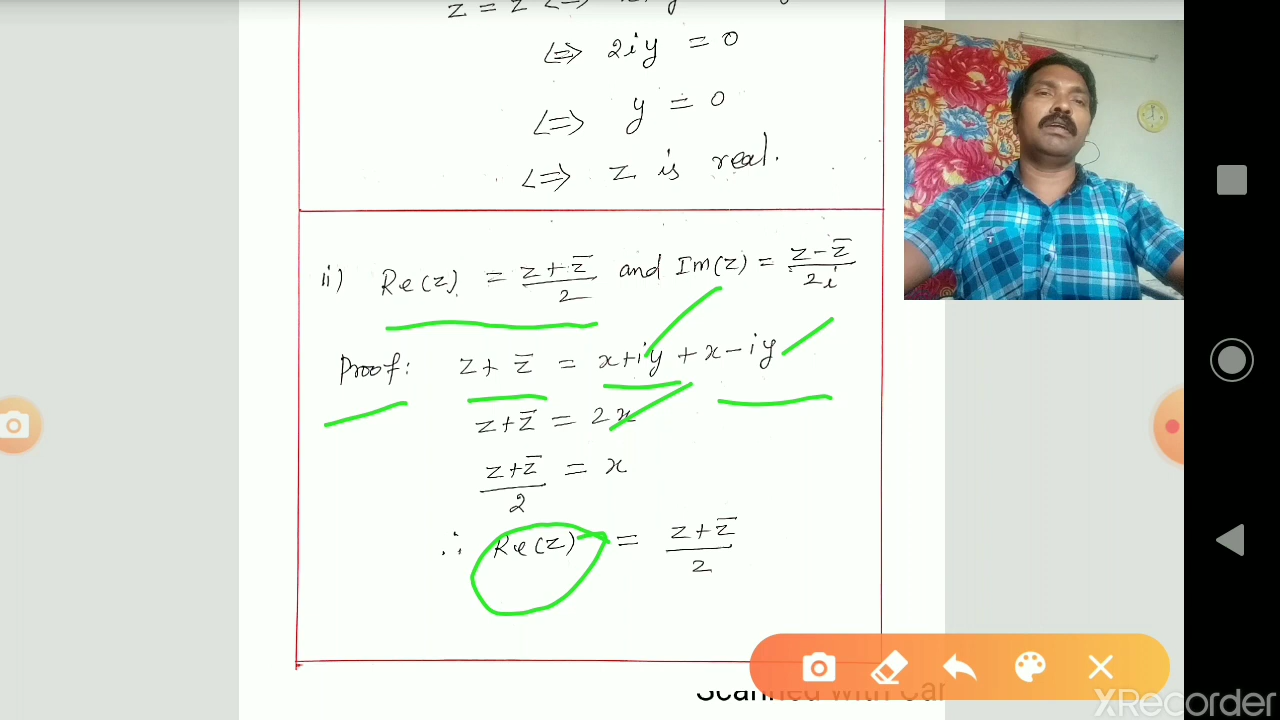 ⟺ 2iy = 0
⟺ y = 0
⟺ z is real.
ii) Re(z) = z + z̄ / 2 and Im(z) = z - z̄ / 2i
Proof: z + z̄ = x+iy + x - iy
z + z̄ = 2x
z + z̄ / 2 = x
∴ Re(z) = z + z̄ / 2
XRecorder